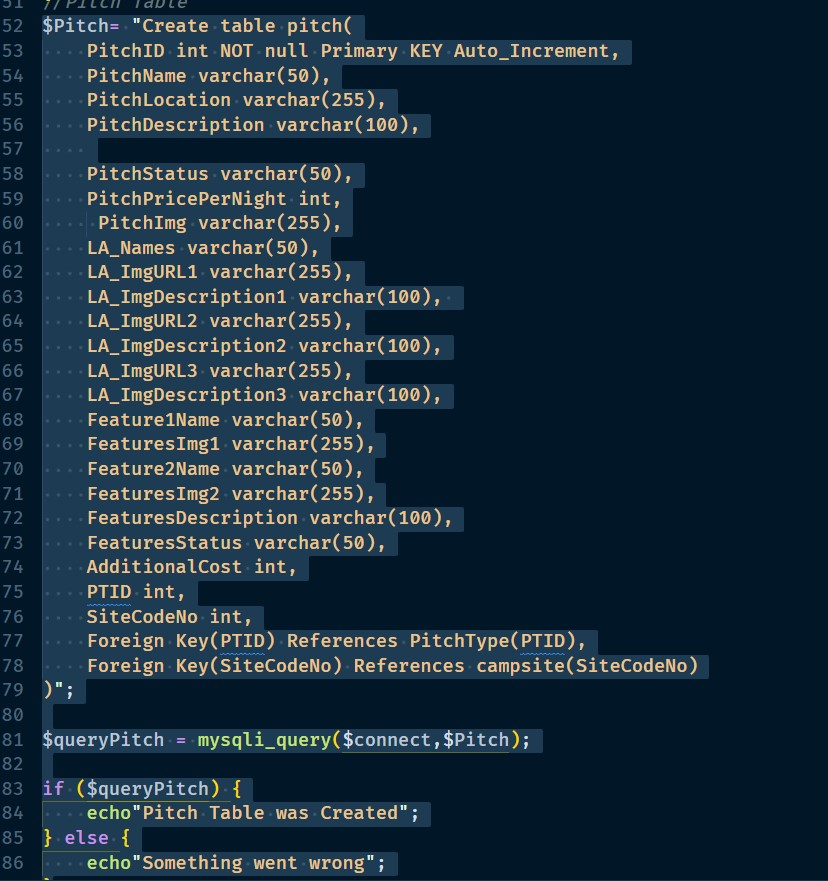 51 //Pitch Table
52 $Pitch= "Create table pitch(
53 PitchID int NOT null Primary KEY Auto_Increment,
54 PitchName varchar(50),
55 PitchLocation varchar(255),
56 PitchDescription varchar(100),
57
58 PitchStatus varchar(50),
59 PitchPricePerNight int,
60 PitchImg varchar(255),
61 LA_Names varchar(50),
62 LA_ImgURL1 varchar(255),
63 LA_ImgDescription1 varchar(100),
64 LA_ImgURL2 varchar(255),
65 LA_ImgDescription2 varchar(100),
66 LA_ImgURL3 varchar(255),
67 LA_ImgDescription3 varchar(100),
68 Feature1Name varchar(50),
69 FeaturesImg1 varchar(255),
70 Feature2Name varchar(50),
71 FeaturesImg2 varchar(255),
72 FeaturesDescription varchar(100),
73 FeaturesStatus varchar(50),
74 AdditionalCost int,
75 PTID int,
76 SiteCodeNo int,
77 Foreign Key(PTID) References PitchType(PTID),
78 Foreign Key(SiteCodeNo) References campsite(SiteCodeNo)
79 )";
80
81 $queryPitch = mysqli_query($connect,$Pitch);
82
83 if ($queryPitch) {
84 echo"Pitch Table was Created";
85 } else {
86 echo"Something went wrong";